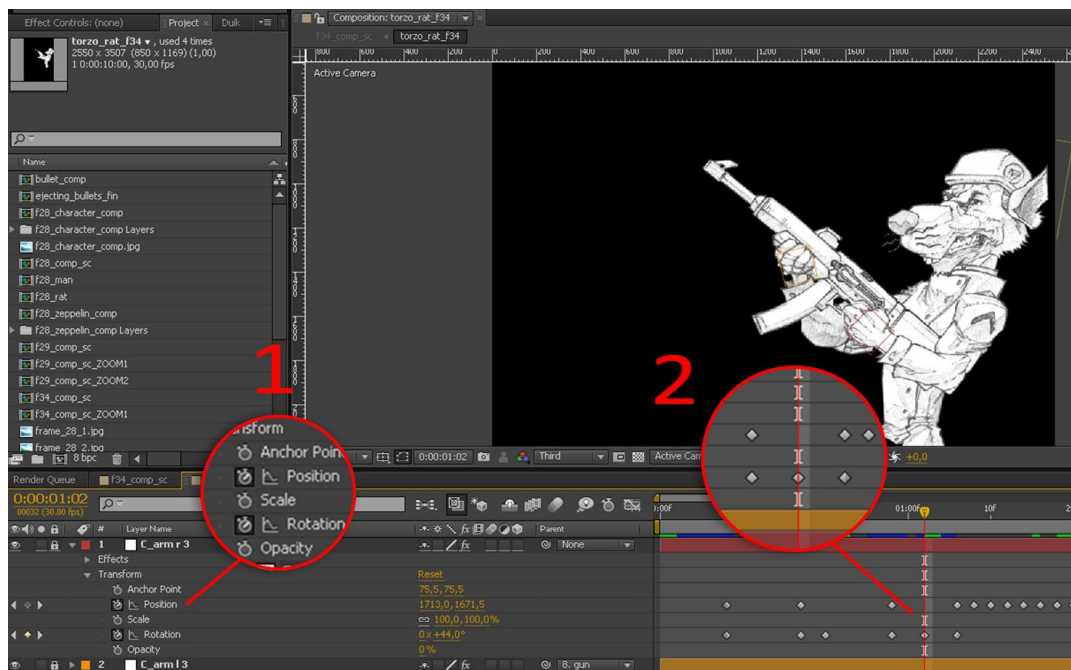 Effect Controls: (none)
Project
Duik
Composition: torzo_rat_f34
torzo_rat_f34 , used 4 times
2550 x 3507 (850 x 1169) (1,00)
1 0:00:10:00, 30,00 fps
f34_comp_sc
torzo_rat_f34
Active Camera
Name
bullet_comp
ejecting_bullets_fin
f28_character_comp
f28_character_comp Layers
f28_character_comp.jpg
f28_comp_sc
f28_man
f28_rat
f28_zeppelin_comp
f28_zeppelin_comp Layers
f29_comp_sc
f29_comp_sc_ZOOM1
f29_comp_sc_ZOOM2
f34_comp_sc
f34_comp_sc_ZOOM1
frame_28_1.jpg
frame_28_2.jpg
8 bpc
1
2
Anchor Poin
Position
Scale
Rotation
Opacity
0:00:01:02
Third
Active Can
+0,0
Render Queue
f34_comp_sc
0:00:01:02
00032 (30.00 fps)
# Layer Name
Parent
01:00f
10f
1 C_arm r 3
None
Effects
Transform
Reset
Anchor Point
75,5,75,5
Position
1713,0,1671,5
Scale
100,0,100,0%
Rotation
0x+44,0°
Opacity
0%
2 C_arm l 3
8. gun